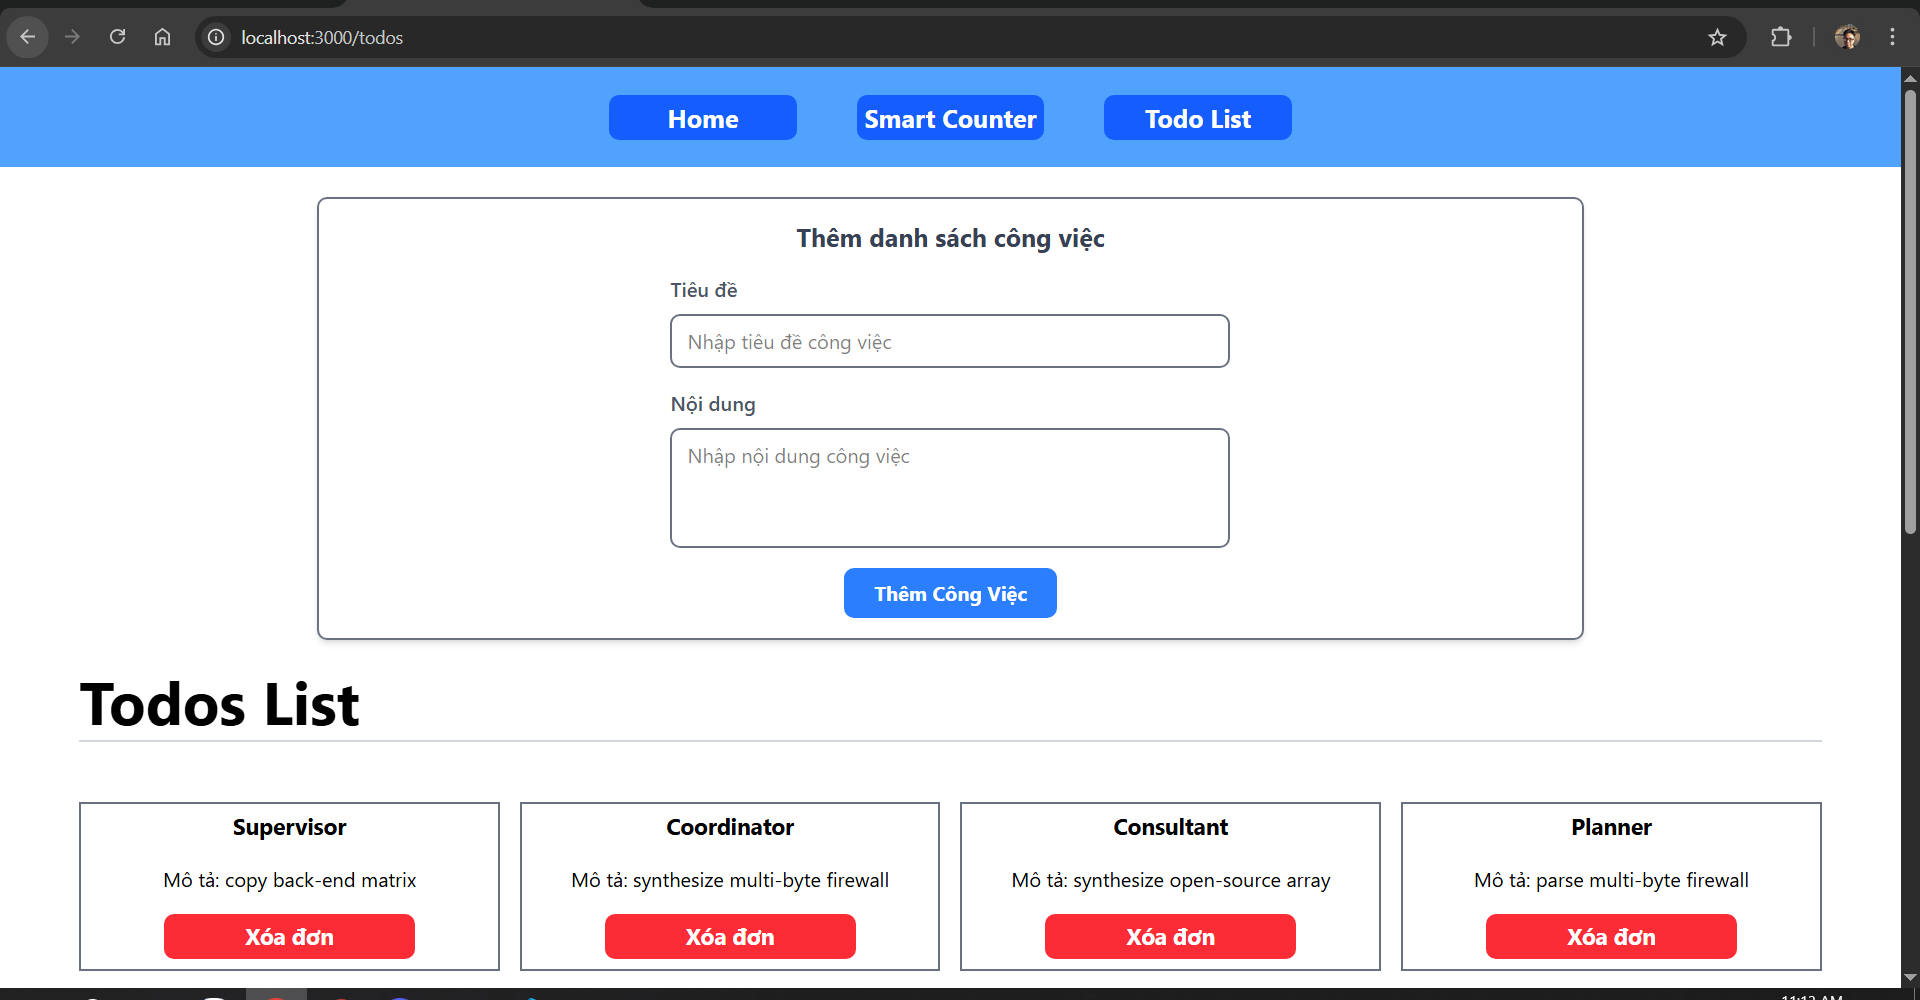 localhost:3000/todos
Home
Smart Counter
Todo List
Thêm danh sách công việc
Tiêu đề
Nhập tiêu đề công việc
Nội dung
Nhập nội dung công việc
Thêm Công Việc
Todos List
Supervisor
Mô tả: copy back-end matrix
Xóa đơn
Coordinator
Mô tả: synthesize multi-byte firewall
Xóa đơn
Consultant
Mô tả: synthesize open-source array
Xóa đơn
Planner
Mô tả: parse multi-byte firewall
Xóa đơn